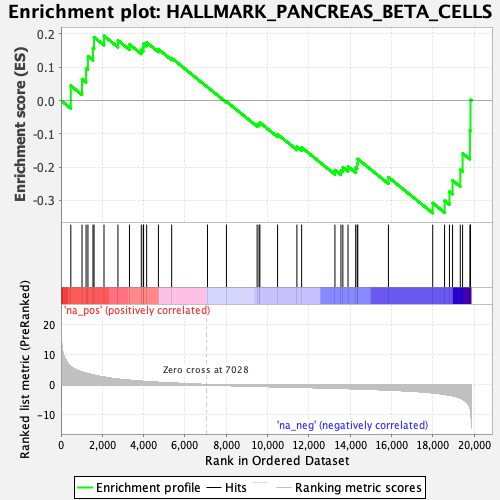 Enrichment plot: HALLMARK_PANCREAS_BETA_CELLS
Enrichment score (ES)
0.2
0.1
0.0
-0.1
-0.2
-0.3
'na_pos' (positively correlated)
Ranked list metric (PreRanked)
20
10
0
-10
Zero cross at 7028
'na_neg' (negatively correlated)
0 2,000 4,000 6,000 8,000 10,000 12,000 14,000 16,000 18,000 20,000
Rank in Ordered Dataset
Enrichment profile Hits Ranking metric scores